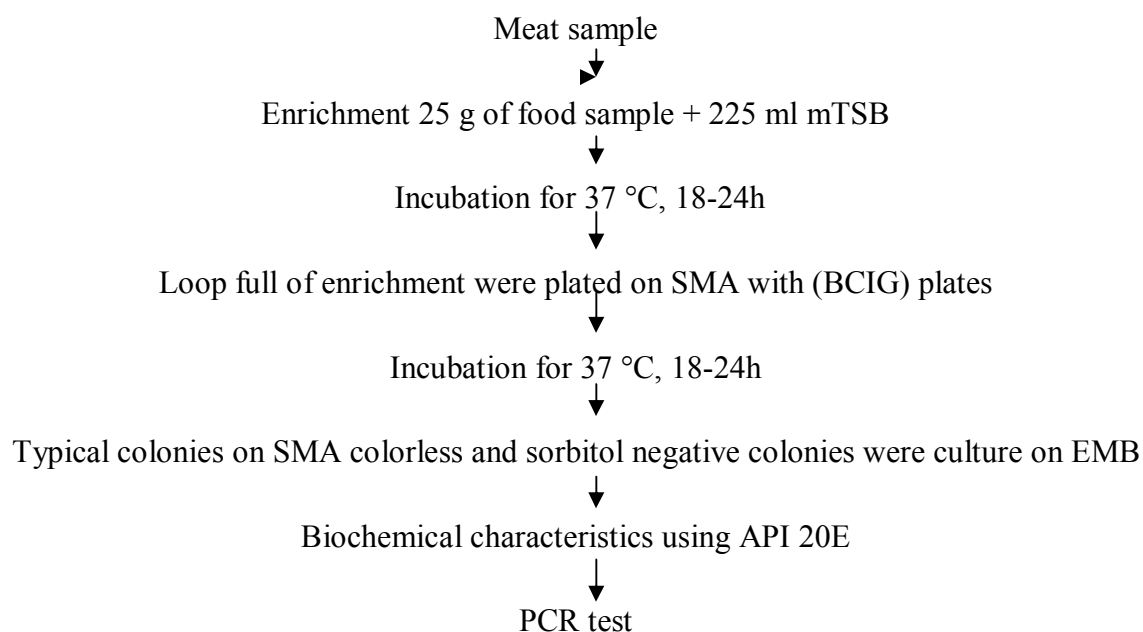 Meat sample
Enrichment 25 g of food sample + 225 ml mTSB
Incubation for 37 °C, 18-24h
Loop full of enrichment were plated on SMA with (BCIG) plates
Incubation for 37 °C, 18-24h
Typical colonies on SMA colorless and sorbitol negative colonies were culture on EMB
Biochemical characteristics using API 20E
PCR test